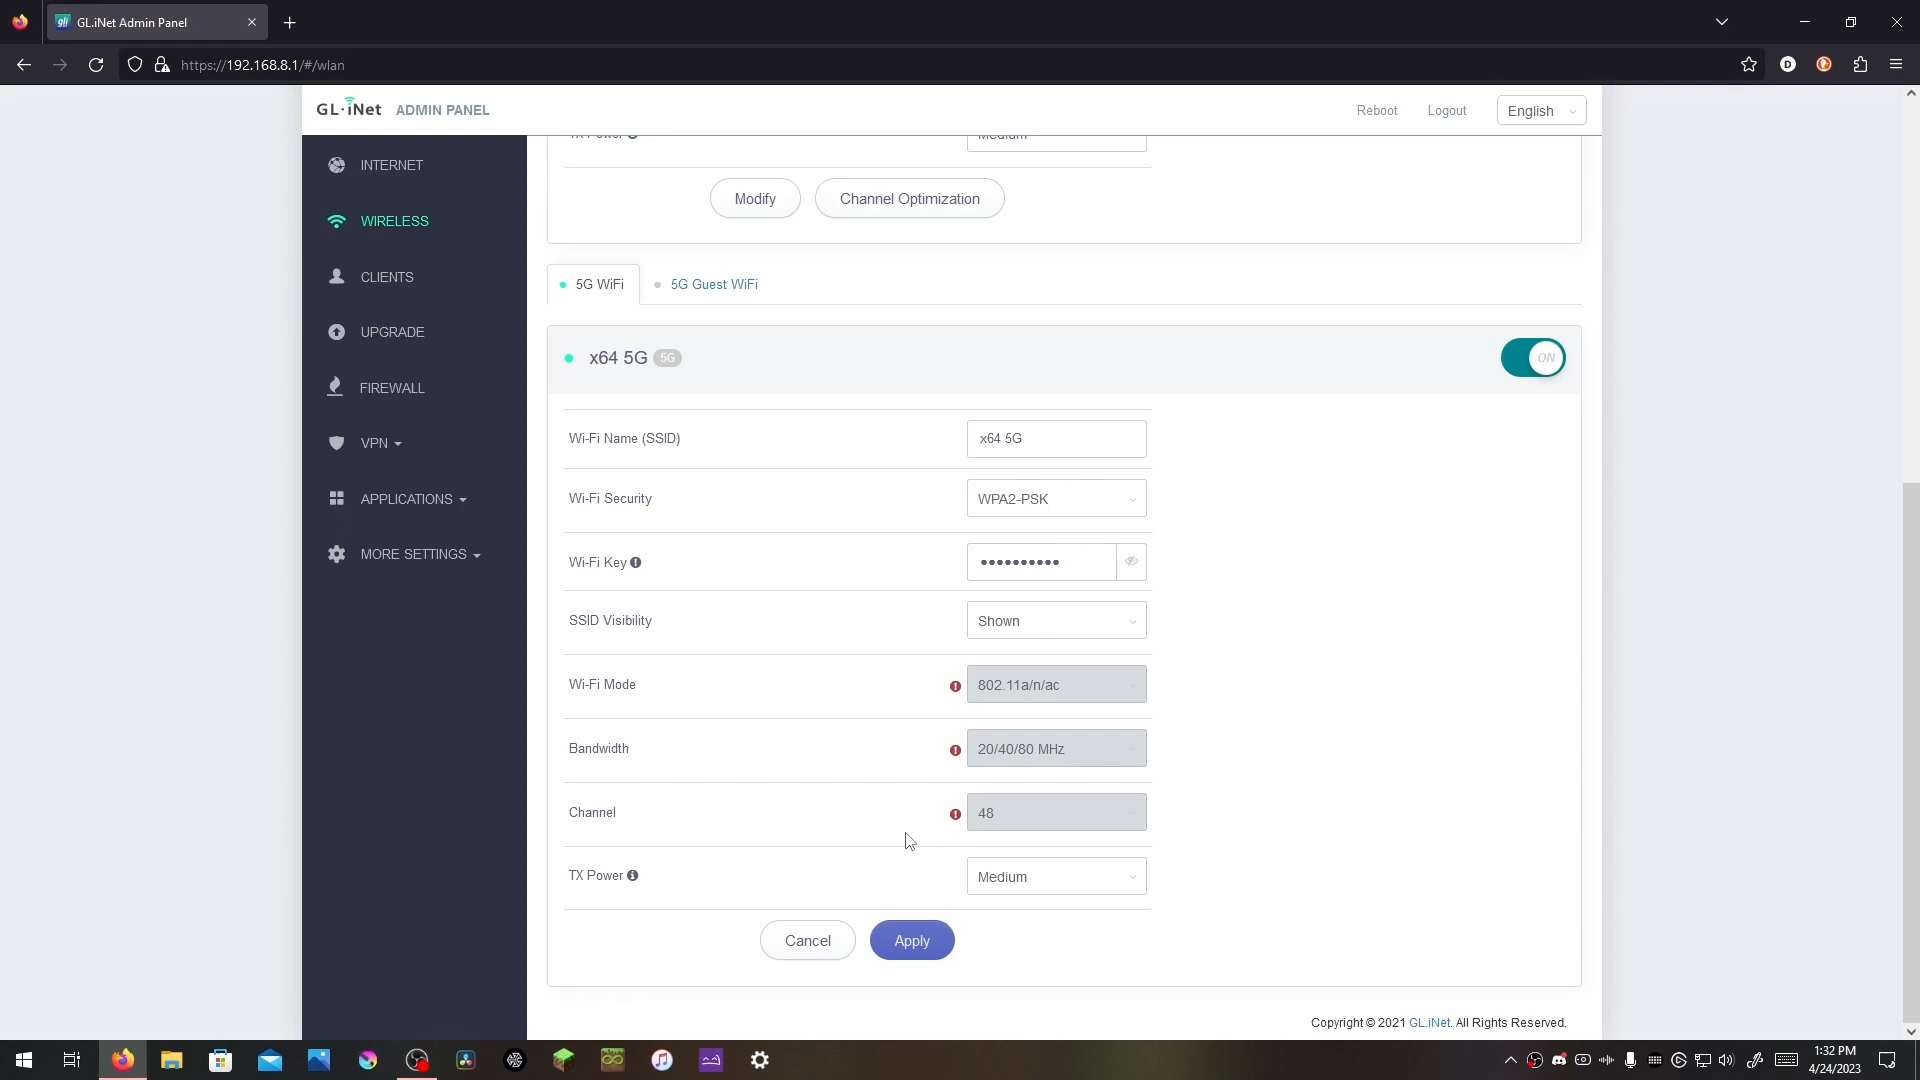 GL.iNet Admin Panel
https://192.168.8.1/#/wlan
GL·iNet ADMIN PANEL
Reboot
Logout
English
INTERNET
WIRELESS
CLIENTS
UPGRADE
FIREWALL
VPN
APPLICATIONS
MORE SETTINGS
TX Power
Medium
Modify
Channel Optimization
5G WiFi
5G Guest WiFi
x64 5G 5G
ON
Wi-Fi Name (SSID)
x64 5G
Wi-Fi Security
WPA2-PSK
Wi-Fi Key
SSID Visibility
Shown
Wi-Fi Mode
802.11a/n/ac
Bandwidth
20/40/80 MHz
Channel
48
TX Power
Medium
Cancel
Apply
Copyright © 2021 GL.iNet. All Rights Reserved.
1:32 PM
4/24/2023